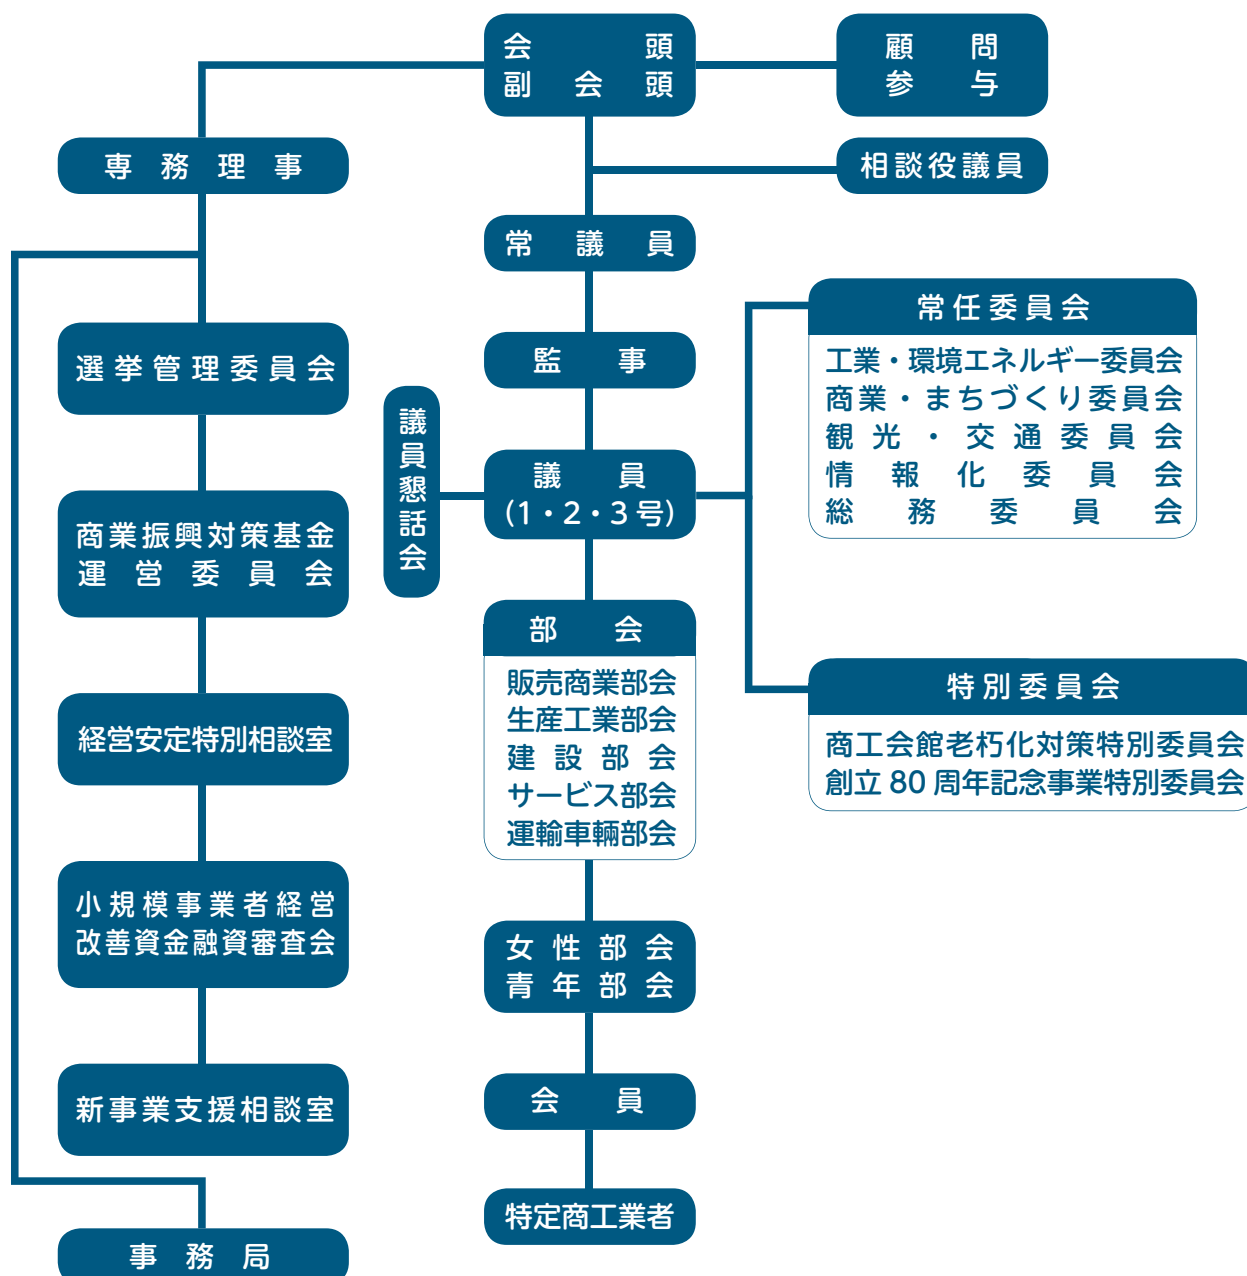 会頭
副会頭
顧問
参与
専務理事
相談役議員
常議員
選挙管理委員会
監事
常任委員会
工業・環境エネルギー委員会
商業・まちづくり委員会
観光・交通委員会
情報化委員会
総務委員会
議員懇話会
議員
(1・2・3号)
商業振興対策基金
運営委員会
部会
販売商業部会
生産工業部会
建設部会
サービス部会
運輸車輌部会
特別委員会
商工会館老朽化対策特別委員会
創立80周年記念事業特別委員会
経営安定特別相談室
小規模事業者経営
改善資金融資審査会
女性部会
青年部会
新事業支援相談室
会員
特定商工業者
事務局